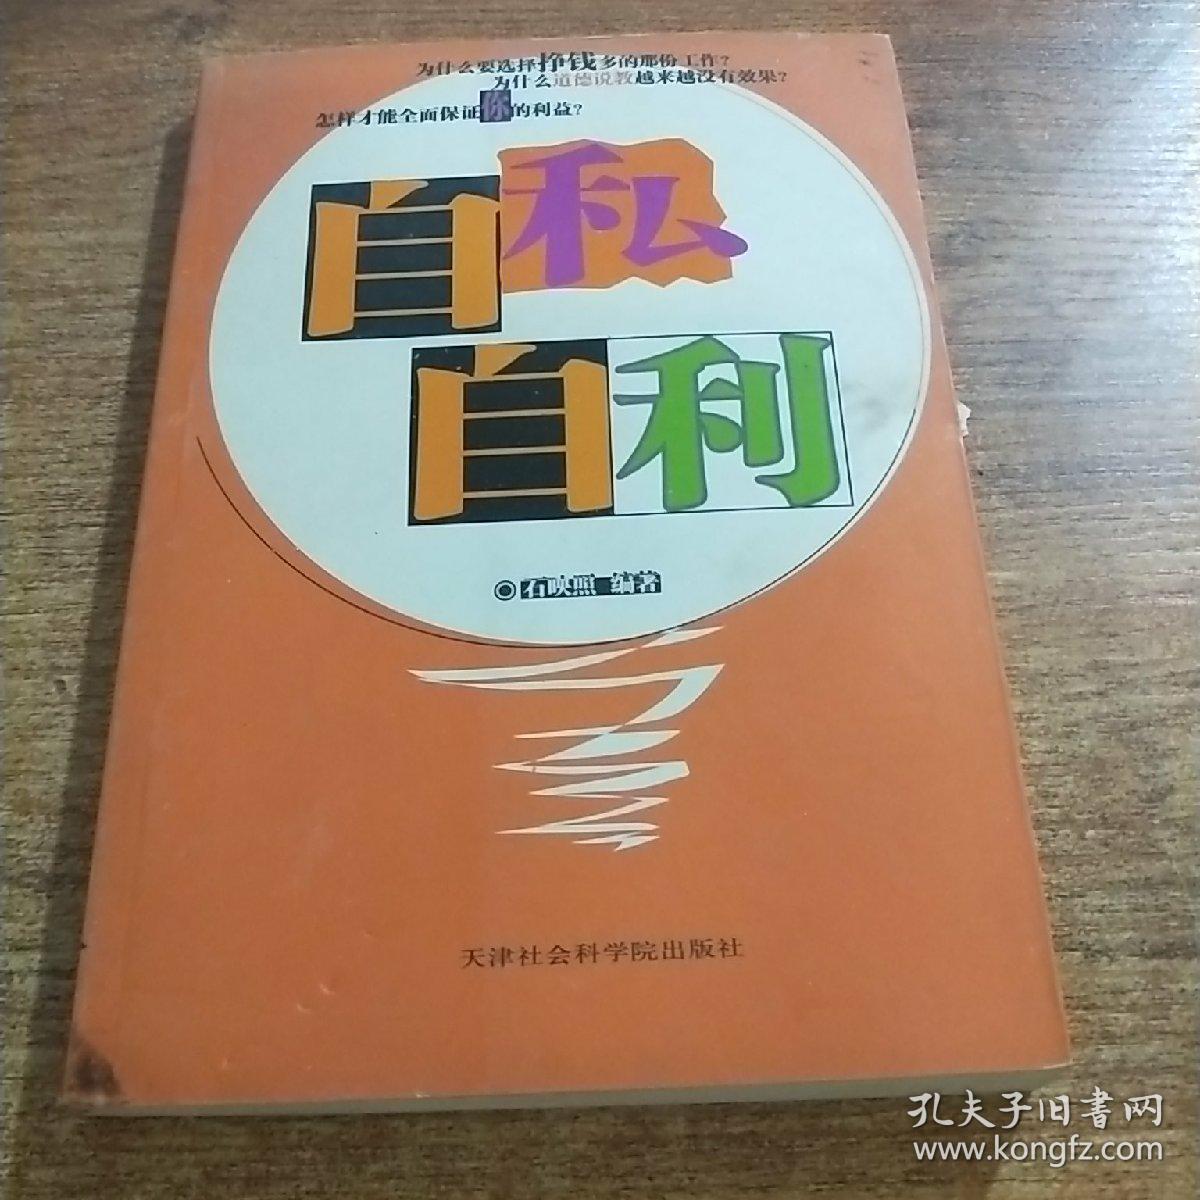 为什么要选择挣钱多的那份工作?
为什么道德说教越来越没有效果?
怎样才能全面保证你的利益?
自私
自利
石映照 编著
天津社会科学院出版社
孔夫子旧書网
www.kongfz.com